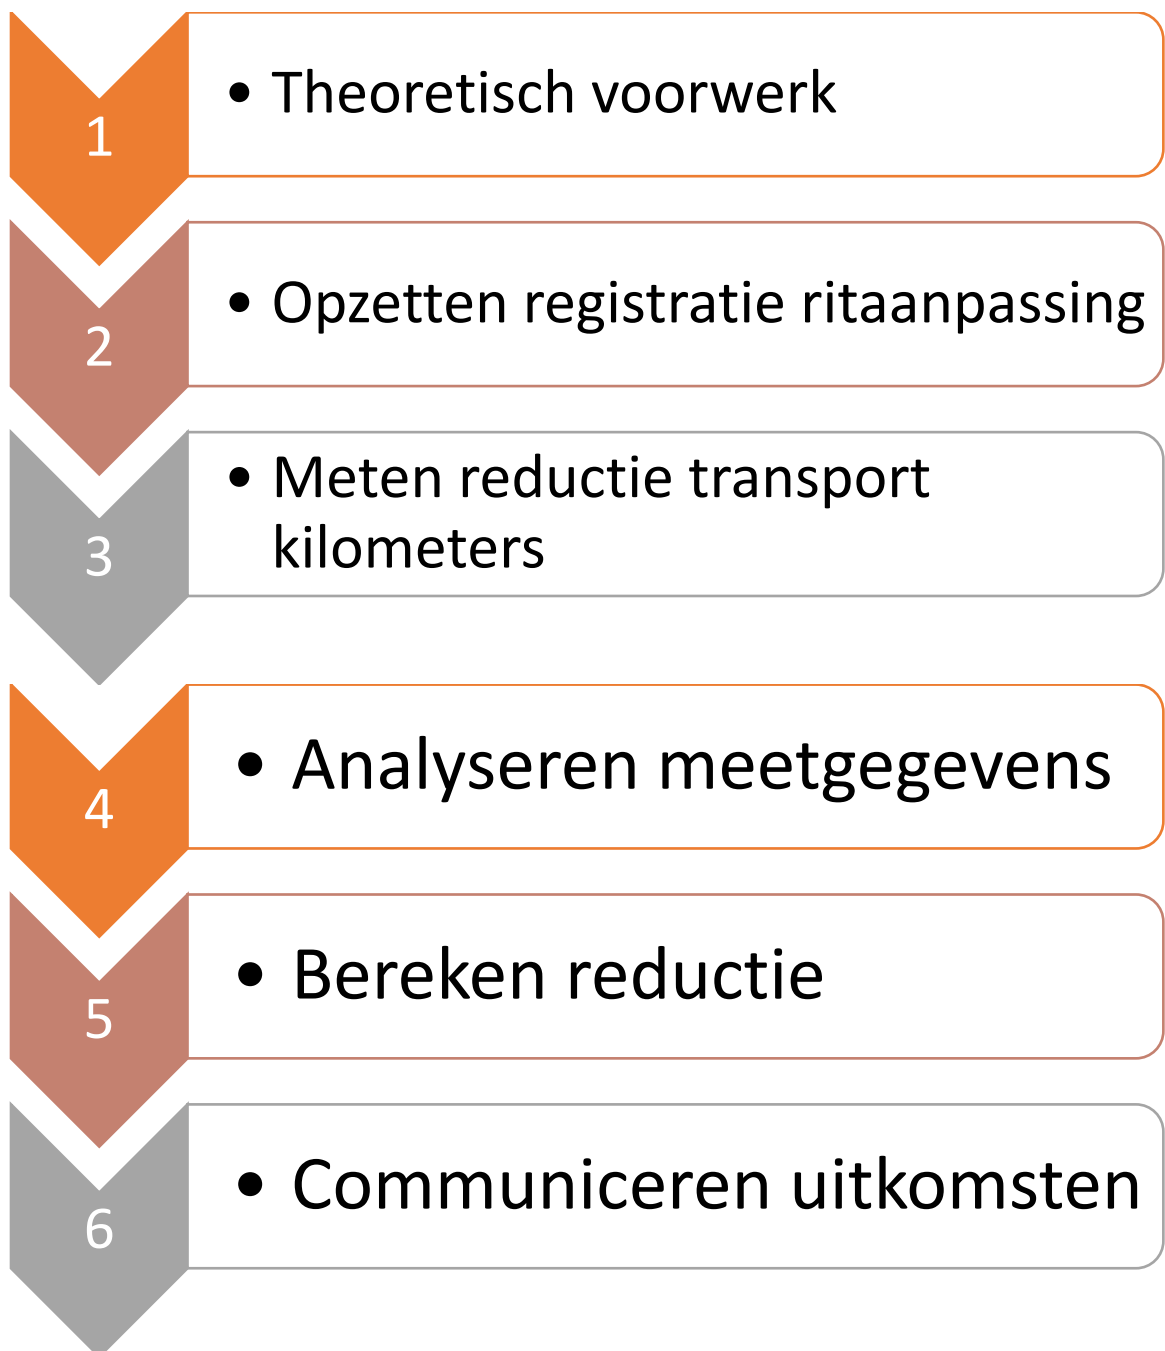 1
• Theoretisch voorwerk
2
• Opzetten registratie ritaanpassing
3
• Meten reductie transport
kilometers
4
• Analyseren meetgegevens
5
• Bereken reductie
6
• Communiceren uitkomsten